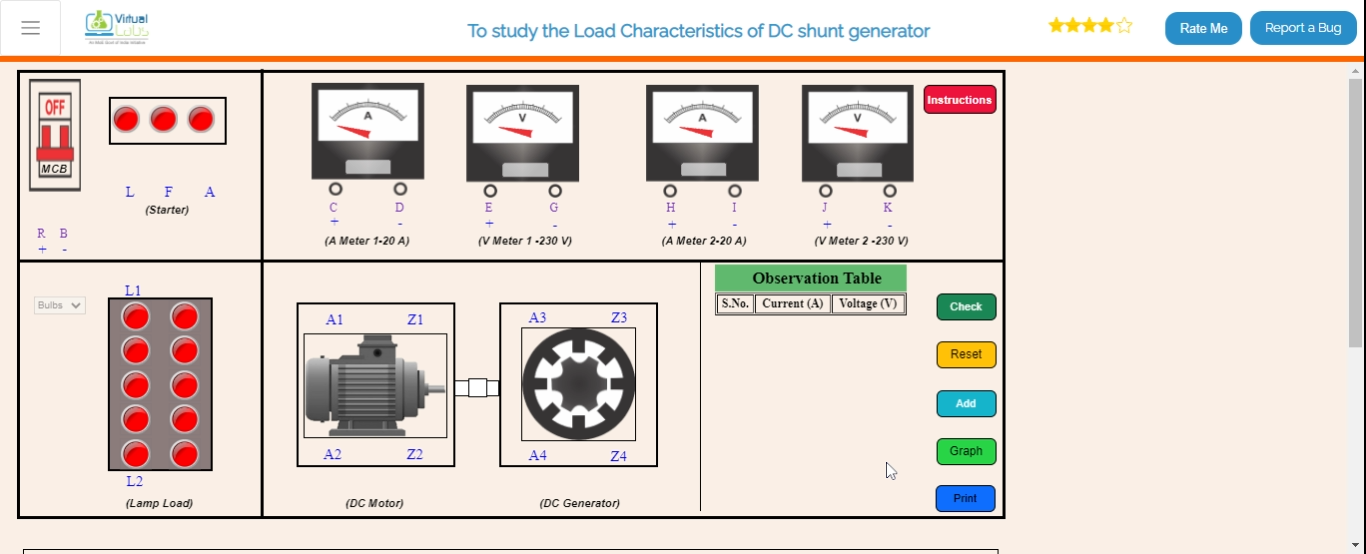 Virtual
Labs
To study the Load Characteristics of DC shunt generator
Rate Me
Report a Bug
OFF
MCB
L F A
(Starter)
R B
+ -
A
V
A
V
Instructions
C D E G H I J K
+ - + - + - + -
(A Meter 1-20 A) (V Meter 1 -230 V) (A Meter 2-20 A) (V Meter 2 -230 V)
Bulbs
L1
L2
(Lamp Load)
A1 Z1
A2 Z2
(DC Motor)
A3 Z3
A4 Z4
(DC Generator)
Observation Table
S.No. Current (A) Voltage (V)
Check
Reset
Add
Graph
Print